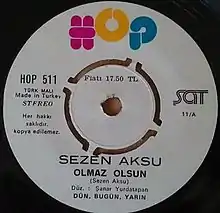 HOP
HOP 511
Fiatı 17.50 TL
TÜRK MALI
Made in Turkey
STEREO
Her hakkı
saklıdır.
kopya edilemez.
sat
11/A
SEZEN AKSU
OLMAZ OLSUN
(Sezen Aksu)
Düz. : Şanar Yurdatapan
DÜN, BUGÜN, YARIN